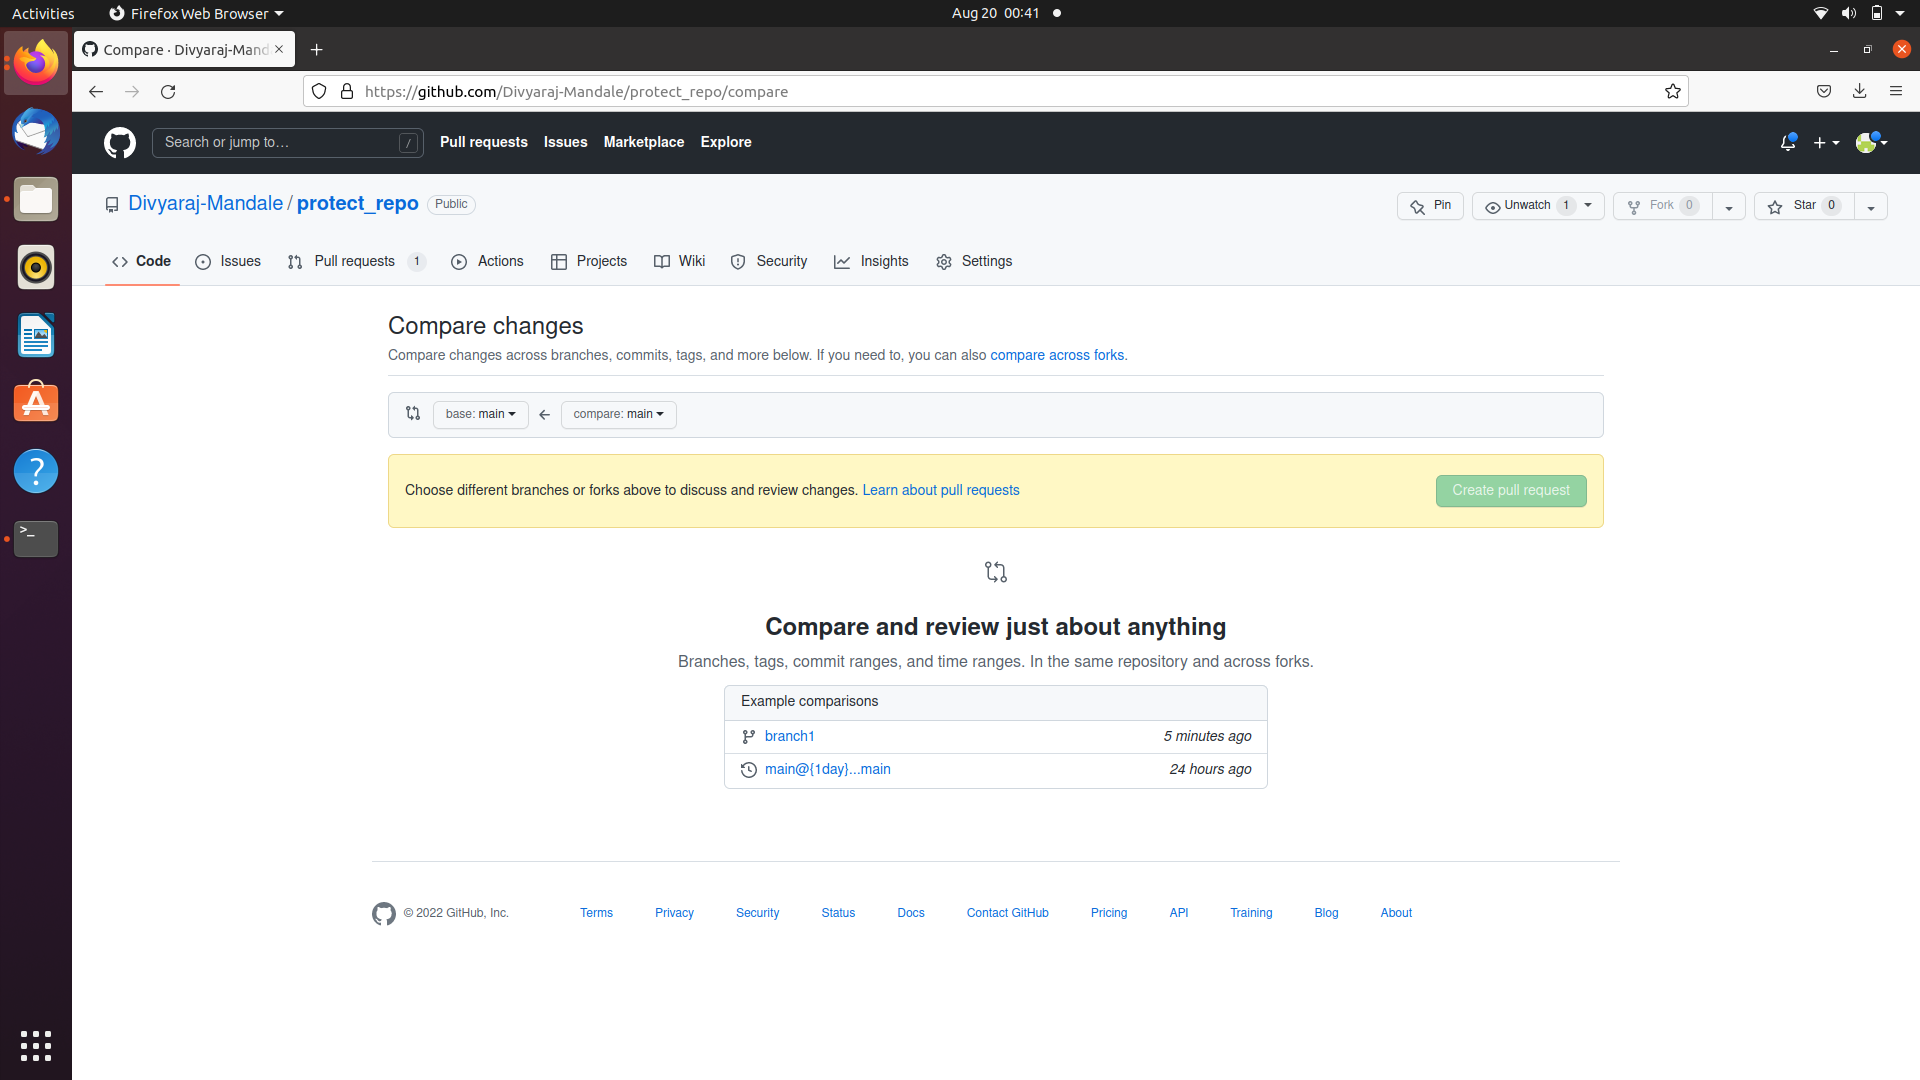 Activities Firefox Web Browser Aug 20 00:41
Compare · Divyaraj-Mand
https://github.com/Divyaraj-Mandale/protect_repo/compare
Search or jump to… / Pull requests Issues Marketplace Explore
Divyaraj-Mandale / protect_repo Public Pin Unwatch 1 Fork 0 Star 0
Code Issues Pull requests 1 Actions Projects Wiki Security Insights Settings
Compare changes
Compare changes across branches, commits, tags, and more below. If you need to, you can also compare across forks.
base: main compare: main
Choose different branches or forks above to discuss and review changes. Learn about pull requests Create pull request
Compare and review just about anything
Branches, tags, commit ranges, and time ranges. In the same repository and across forks.
Example comparisons
branch1 5 minutes ago
main@{1day}...main 24 hours ago
© 2022 GitHub, Inc. Terms Privacy Security Status Docs Contact GitHub Pricing API Training Blog About